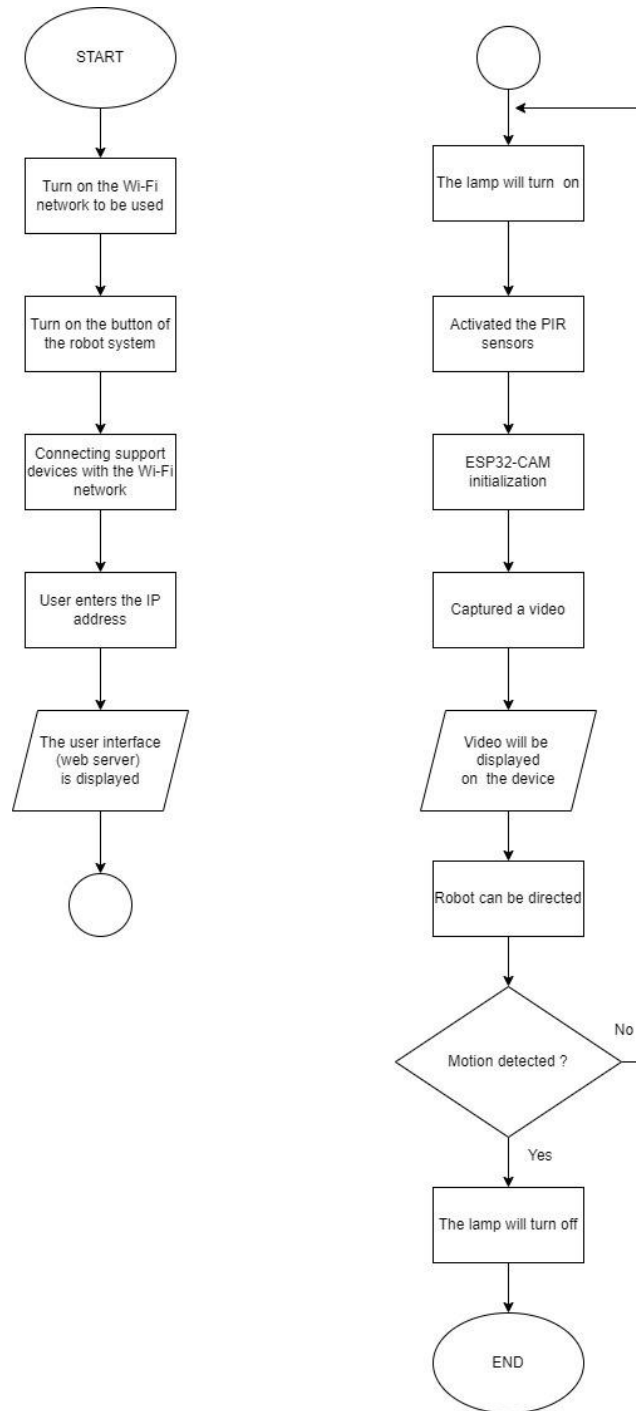 START
Turn on the Wi-Fi
network to be used
Turn on the button of
the robot system
Connecting support
devices with the Wi-Fi
network
User enters the IP
address
The user interface
(web server)
is displayed
The lamp will turn on
Activated the PIR
sensors
ESP32-CAM
initialization
Captured a video
Video will be
displayed
on the device
Robot can be directed
Motion detected ?
No
Yes
The lamp will turn off
END